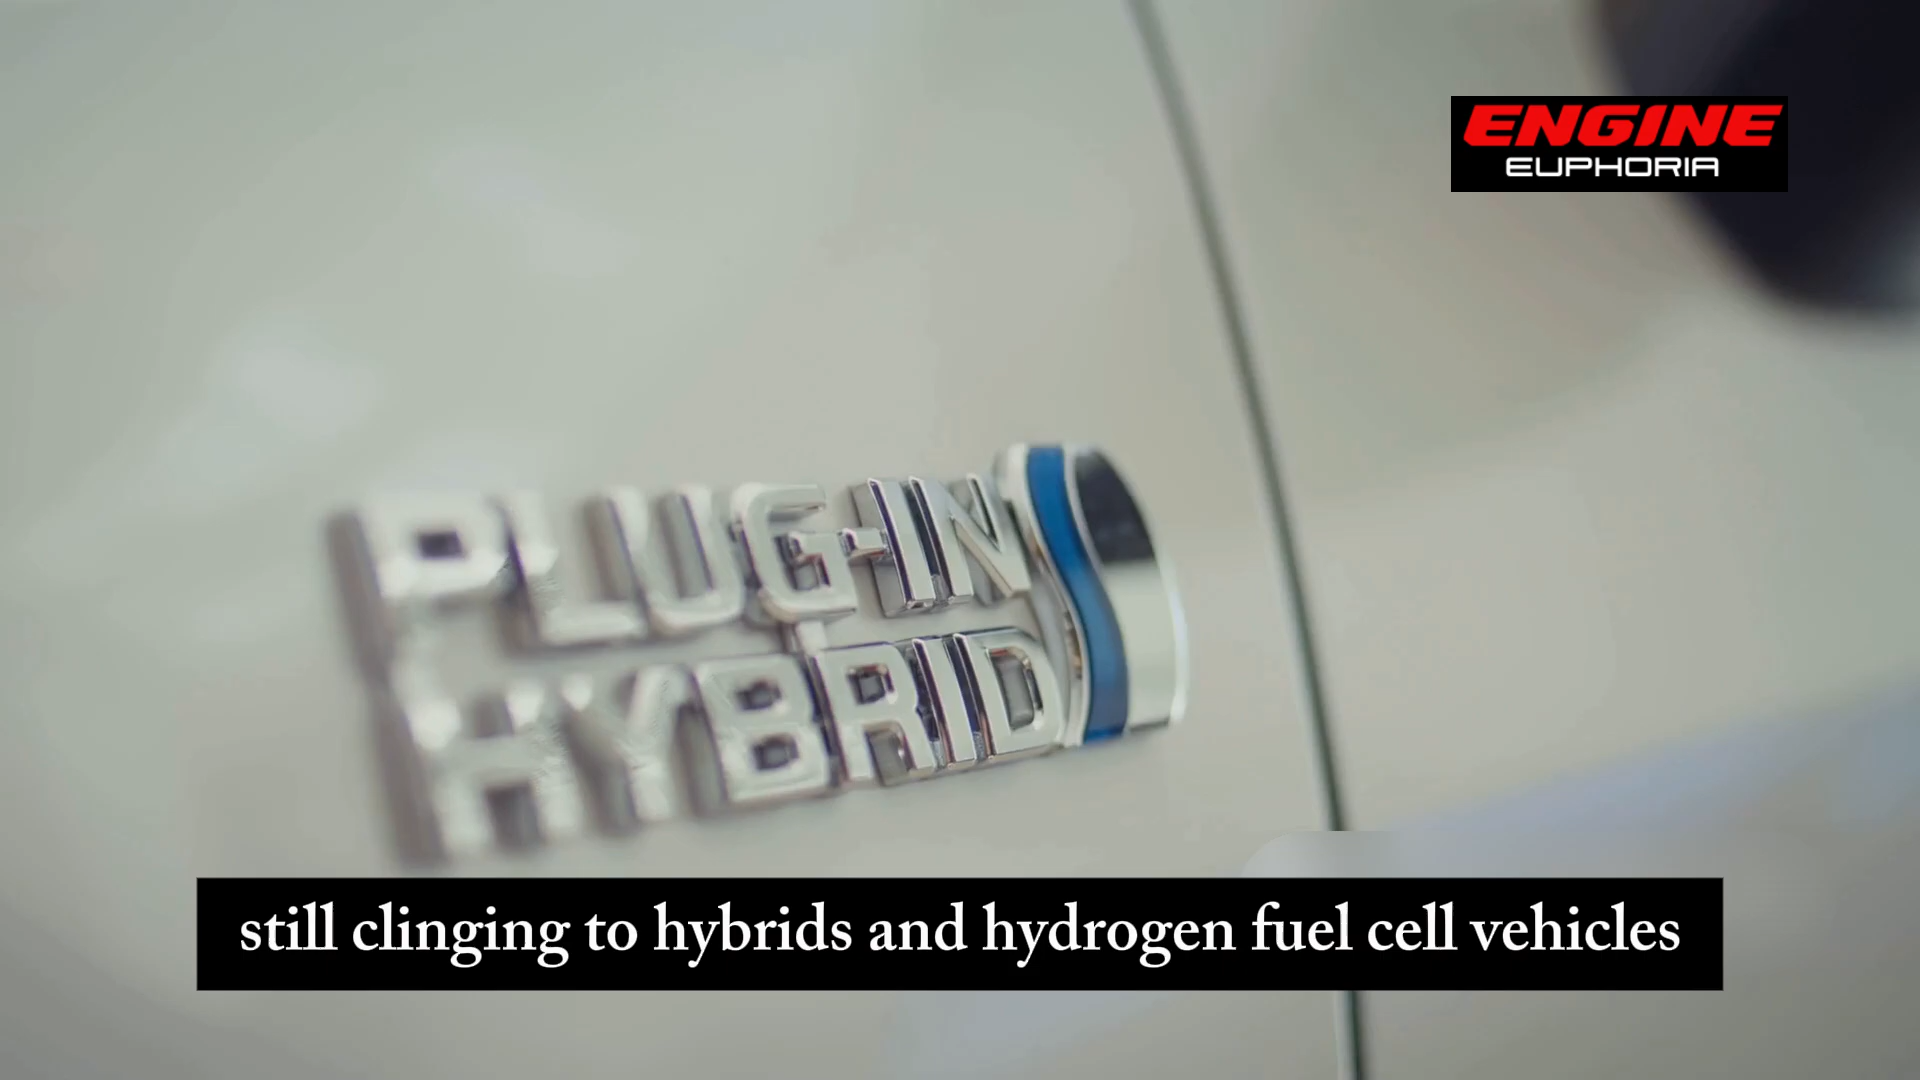 ENGINE
EUPHORIA
PLUG-IN
HYBRID
still clinging to hybrids and hydrogen fuel cell vehicles